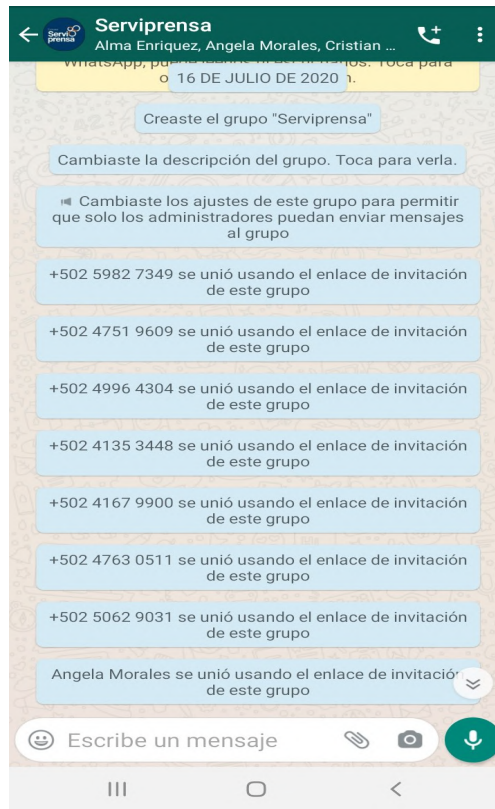 Serviprensa
Alma Enriquez, Angela Morales, Cristian ...
Servi
prensa
WhatsApp, Toca para
16 DE JULIO DE 2020
Creaste el grupo "Serviprensa"
Cambiaste la descripción del grupo. Toca para verla.
Cambiaste los ajustes de este grupo para permitir
que solo los administradores puedan enviar mensajes
al grupo
+502 5982 7349 se unió usando el enlace de invitación
de este grupo
+502 4751 9609 se unió usando el enlace de invitación
de este grupo
+502 4996 4304 se unió usando el enlace de invitación
de este grupo
+502 4135 3448 se unió usando el enlace de invitación
de este grupo
+502 4167 9900 se unió usando el enlace de invitación
de este grupo
+502 4763 0511 se unió usando el enlace de invitación
de este grupo
+502 5062 9031 se unió usando el enlace de invitación
de este grupo
Angela Morales se unió usando el enlace de invitación
de este grupo
Escribe un mensaje